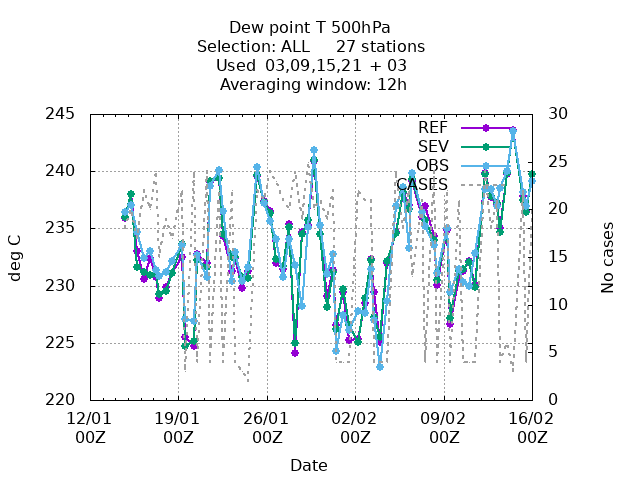 Dew point T 500hPa
Selection: ALL     27 stations
Used  03,09,15,21 + 03
Averaging window: 12h
245
240
235
230
225
220
30
25
20
15
10
5
0
REF
SEV
OBS
CASES
deg C
No cases
12/01 00Z
19/01 00Z
26/01 00Z
02/02 00Z
09/02 00Z
16/02 00Z
Date